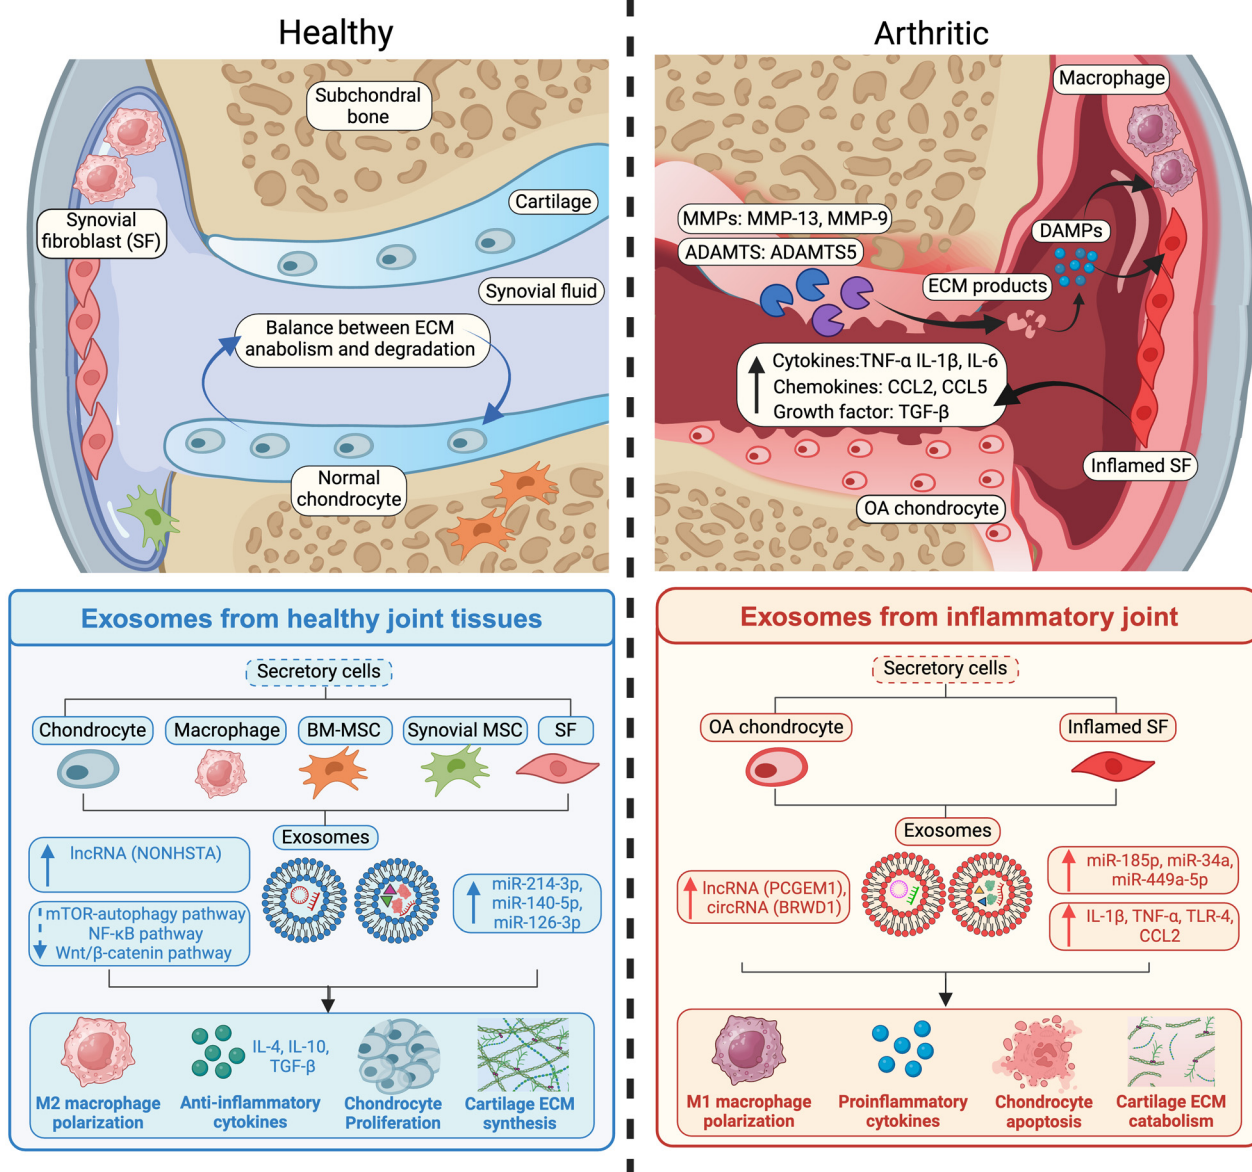 Healthy
Subchondral
bone
Cartilage
Synovial
fibroblast (SF)
Synovial fluid
Balance between ECM
anabolism and degradation
Normal
chondrocyte
Arthritic
Macrophage
MMPs: MMP-13, MMP-9
ADAMTS: ADAMTS5
DAMPs
ECM products
Cytokines:TNF-α IL-1β, IL-6
Chemokines: CCL2, CCL5
Growth factor: TGF-β
Inflamed SF
OA chondrocyte
Exosomes from healthy joint tissues
Secretory cells
Chondrocyte
Macrophage
BM-MSC
Synovial MSC
SF
Exosomes
lncRNA (NONHSTA)
mTOR-autophagy pathway
NF-κB pathway
Wnt/β-catenin pathway
miR-214-3p,
miR-140-5p,
miR-126-3p
IL-4, IL-10,
TGF-β
M2 macrophage
polarization
Anti-inflammatory
cytokines
Chondrocyte
Proliferation
Cartilage ECM
synthesis
Exosomes from inflammatory joint
Secretory cells
OA chondrocyte
Inflamed SF
Exosomes
lncRNA (PCGEM1),
circRNA (BRWD1)
miR-185p, miR-34a,
miR-449a-5p
IL-1β, TNF-α, TLR-4,
CCL2
M1 macrophage
polarization
Proinflammatory
cytokines
Chondrocyte
apoptosis
Cartilage ECM
catabolism